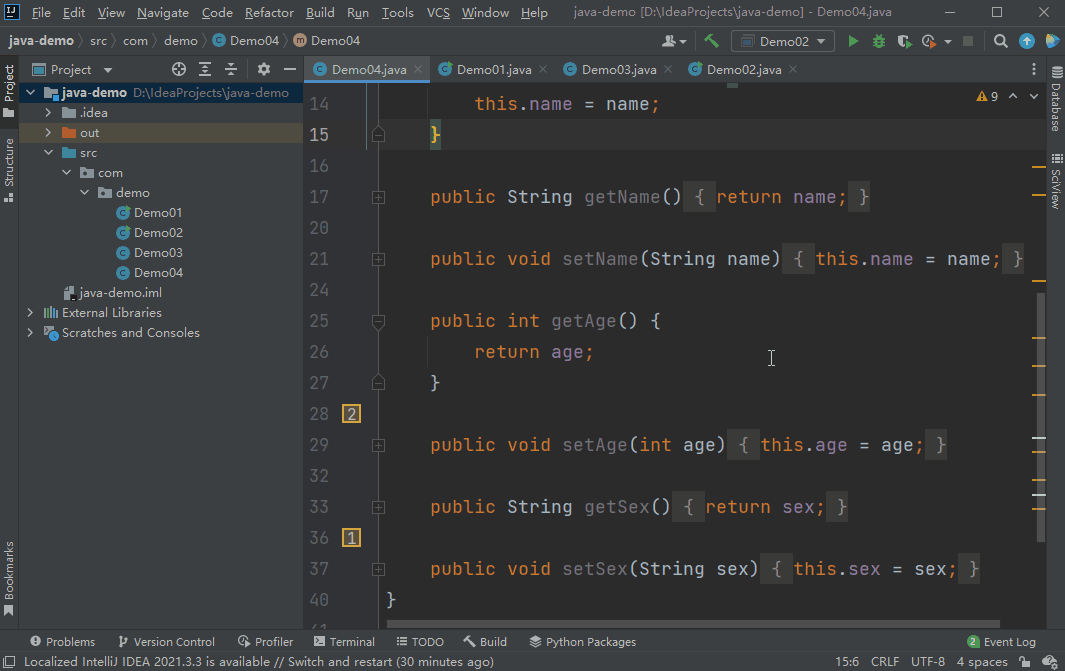 IJ File Edit View Navigate Code Refactor Build Run Tools VCS Window Help java-demo [D:\IdeaProjects\java-demo] - Demo04.java
java-demo src com demo C Demo04 m Demo04 Demo02
Project
Project
C Demo04.java C Demo01.java C Demo03.java C Demo02.java
java-demo D:\IdeaProjects\java-demo
.idea
out
src
com
demo
C Demo01
C Demo02
C Demo03
C Demo04
java-demo.iml
External Libraries
Scratches and Consoles
Structure
Bookmarks
9
14 this.name = name;
15 }
16
17 public String getName() { return name; }
20
21 public void setName(String name) { this.name = name; }
24
25 public int getAge() {
26 return age;
27 }
28 2
29 public void setAge(int age) { this.age = age; }
32
33 public String getSex() { return sex; }
36 1
37 public void setSex(String sex) { this.sex = sex; }
40 }
41
Database
SciView
Problems Version Control Profiler Terminal TODO Build Python Packages 2 Event Log
Localized IntelliJ IDEA 2021.3.3 is available // Switch and restart (30 minutes ago) 15:6 CRLF UTF-8 4 spaces